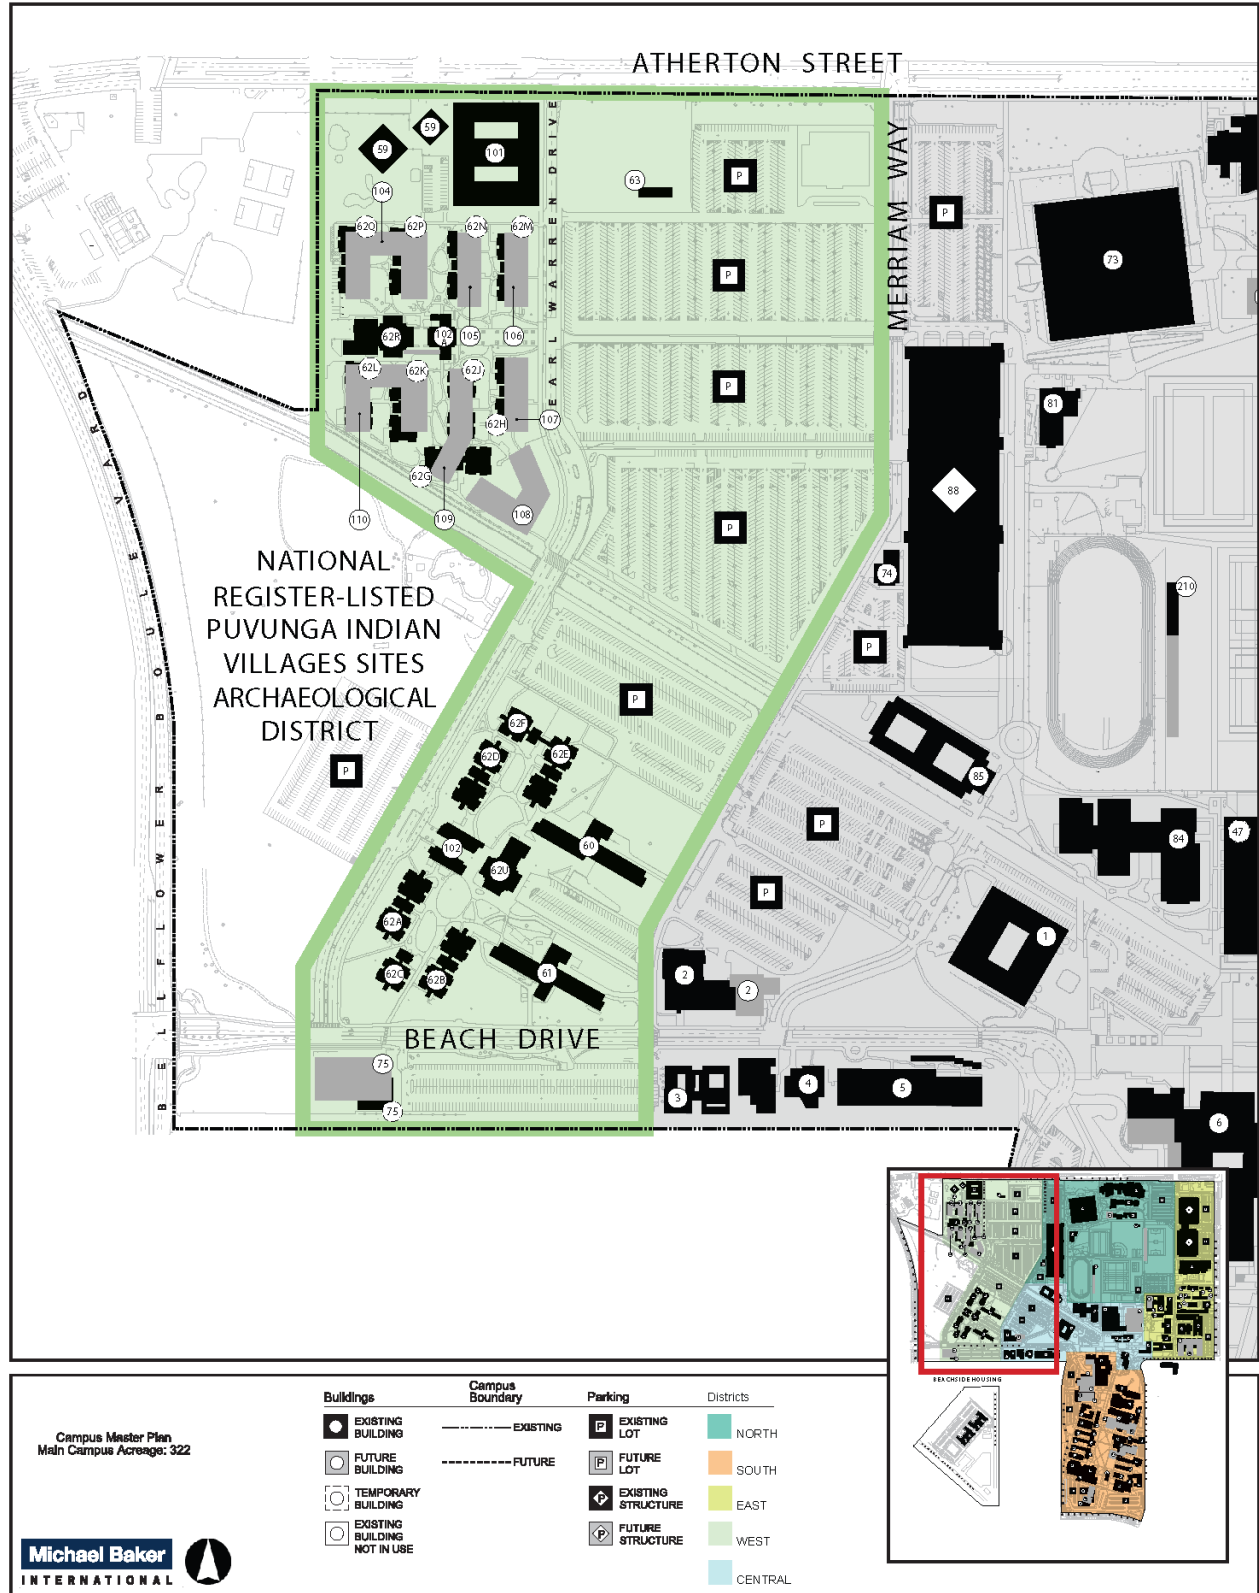 ATHERTON STREET
MERRIAM WAY
EARL WARREN DRIVE
BELLFLOWER BOULEVARD
59
59
101
104
63
P
P
73
62Q
62P
62N
62M
P
62R
102
A
105
106
62L
62K
62J
P
81
62H
107
62G
88
110
109
108
P
NATIONAL
REGISTER-LISTED
PUVUNGA INDIAN
VILLAGES SITES
ARCHAEOLOGICAL
DISTRICT
74
210
P
P
62F
62E
62D
P
85
P
47
84
102
60
62U
P
62A
1
62C
62B
61
2
2
BEACH DRIVE
75
75
3
4
5
6
BEACHSIDE HOUSING
Campus Master Plan
Main Campus Acreage: 322
Michael Baker
INTERNATIONAL
Buildings
EXISTING
BUILDING
FUTURE
BUILDING
TEMPORARY
BUILDING
EXISTING
BUILDING
NOT IN USE
Campus
Boundary
EXISTING
FUTURE
Parking
P EXISTING
LOT
P FUTURE
LOT
P EXISTING
STRUCTURE
P FUTURE
STRUCTURE
Districts
NORTH
SOUTH
EAST
WEST
CENTRAL